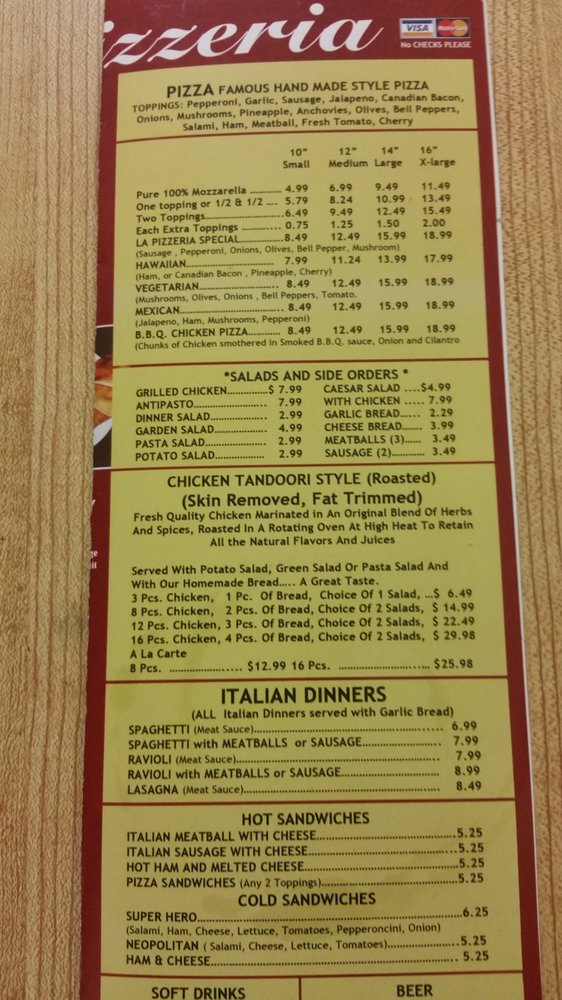 izzeria
VISA MasterCard
No CHECKS PLEASE
PIZZA FAMOUS HAND MADE STYLE PIZZA
TOPPINGS: Pepperoni, Garlic, Sausage, Jalapeno, Canadian Bacon,
Onions, Mushrooms, Pineapple, Anchovies, Olives, Bell Peppers,
Salami, Ham, Meatball, Fresh Tomato, Cherry
10" 12" 14" 16"
Small Medium Large X-large
Pure 100% Mozzarella ........... 4.99 6.99 9.49 11.49
One topping or 1/2 & 1/2 .... 5.79 8.24 10.99 13.49
Two Toppings........................6.49 9.49 12.49 15.49
Each Extra Toppings ............ 0.75 1.25 1.50 2.00
LA PIZZERIA SPECIAL.............8.49 12.49 15.99 18.99
(Sausage , Pepperoni, Onions, Olives, Bell Pepper, Mushroom)
HAWAIIAN............................ 7.99 11.24 13.99 17.99
(Ham, or Canadian Bacon , Pineapple, Cherry)
VEGETARIAN......................... 8.49 12.49 15.99 18.99
(Mushrooms, Olives, Onions , Bell Peppers, Tomato.
MEXICAN.............................. 8.49 12.49 15.99 18.99
(Jalapeno, Ham, Mushrooms, Pepperoni)
B.B.Q. CHICKEN PIZZA.......... 8.49 12.49 15.99 18.99
(Chunks of Chicken smothered in Smoked B.B.Q. sauce, Onion and Cilantro
*SALADS AND SIDE ORDERS *
GRILLED CHICKEN..............$ 7.99 CAESAR SALAD ....$4.99
ANTIPASTO........................ 7.99 WITH CHICKEN ..... 7.99
DINNER SALAD.................. 2.99 GARLIC BREAD...... 2.29
GARDEN SALAD................. 4.99 CHEESE BREAD...... 3.99
PASTA SALAD.................... 2.99 MEATBALLS (3)...... 3.49
POTATO SALAD................. 2.99 SAUSAGE (2)........... 3.49
CHICKEN TANDOORI STYLE (Roasted)
(Skin Removed, Fat Trimmed)
Fresh Quality Chicken Marinated in An Original Blend Of Herbs
And Spices, Roasted In A Rotating Oven At High Heat To Retain
All the Natural Flavors And Juices
Served With Potato Salad, Green Salad Or Pasta Salad And
With Our Homemade Bread..... A Great Taste.
3 Pcs. Chicken, 1 Pc. Of Bread, Choice Of 1 Salad, ...$ 6.49
8 Pcs. Chicken, 2 Pcs. Of Bread, Choice Of 2 Salads, $ 14.99
12 Pcs. Chicken, 3 Pcs. Of Bread, Choice Of 2 Salads, $ 22.49
16 Pcs. Chicken, 4 Pcs. Of Bread, Choice Of 2 Salads, $ 29.98
A La Carte
8 Pcs. ........................ $12.99 16 Pcs. ............................ $25.98
ITALIAN DINNERS
(ALL Italian Dinners served with Garlic Bread)
SPAGHETTI (Meat Sauce)................................................ 6.99
SPAGHETTI with MEATBALLS or SAUSAGE.................... 7.99
RAVIOLI (Meat Sauce).................................................... 7.99
RAVIOLI with MEATBALLS or SAUSAGE......................... 8.99
LASAGNA (Meat Sauce).................................................. 8.49
HOT SANDWICHES
ITALIAN MEATBALL WITH CHEESE...................................5.25
ITALIAN SAUSAGE WITH CHEESE......................................5.25
HOT HAM AND MELTED CHEESE.......................................5.25
PIZZA SANDWICHES (Any 2 Toppings)..................................5.25
COLD SANDWICHES
SUPER HERO..................................................................6.25
(Salami, Ham, Cheese, Lettuce, Tomatoes, Pepperoncini, Onion)
NEOPOLITAN ( Salami, Cheese, Lettuce, Tomatoes)..................5.25
HAM & CHEESE.............................................................. 5.25
SOFT DRINKS BEER